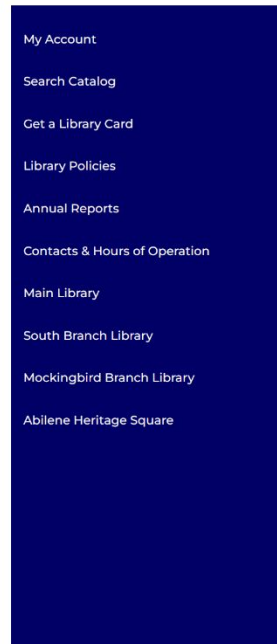 My Account
Search Catalog
Get a Library Card
Library Policies
Annual Reports
Contacts & Hours of Operation
Main Library
South Branch Library
Mockingbird Branch Library
Abilene Heritage Square